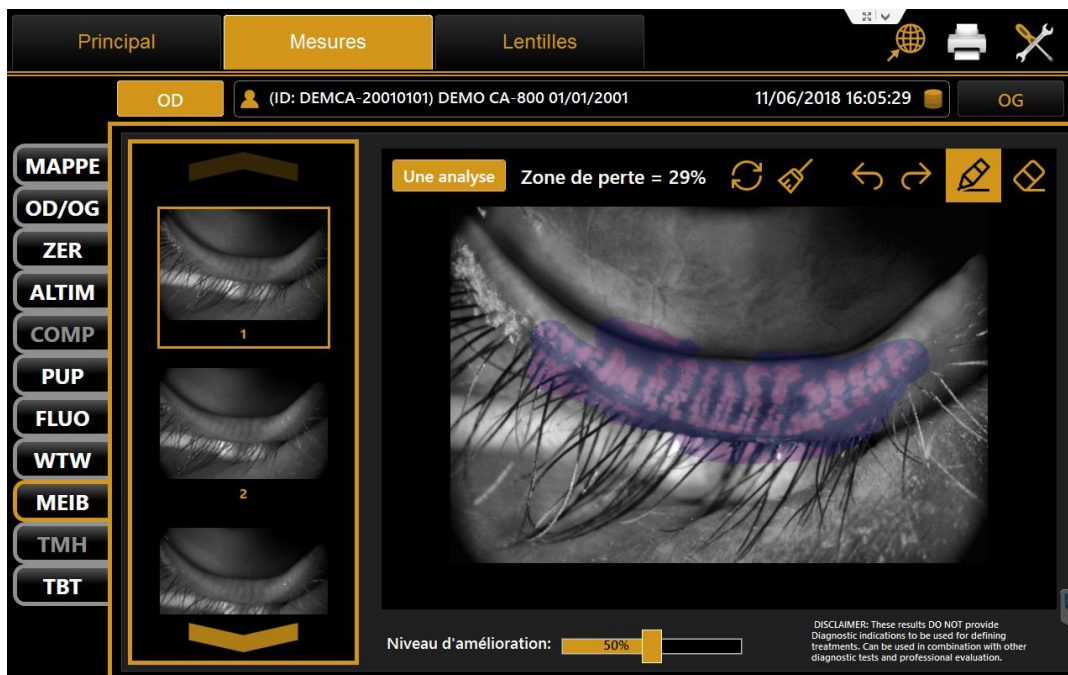 Principal
Mesures
Lentilles
OD
(ID: DEMCA-20010101) DEMO CA-800 01/01/2001
11/06/2018 16:05:29
OG
MAPPE
OD/OG
ZER
ALTIM
COMP
PUP
FLUO
WTW
MEIB
TMH
TBT
1
2
Une analyse
Zone de perte = 29%
Niveau d'amélioration:
50%
DISCLAIMER: These results DO NOT provide
Diagnostic indications to be used for defining
treatments. Can be used in combination with other
diagnostic tests and professional evaluation.